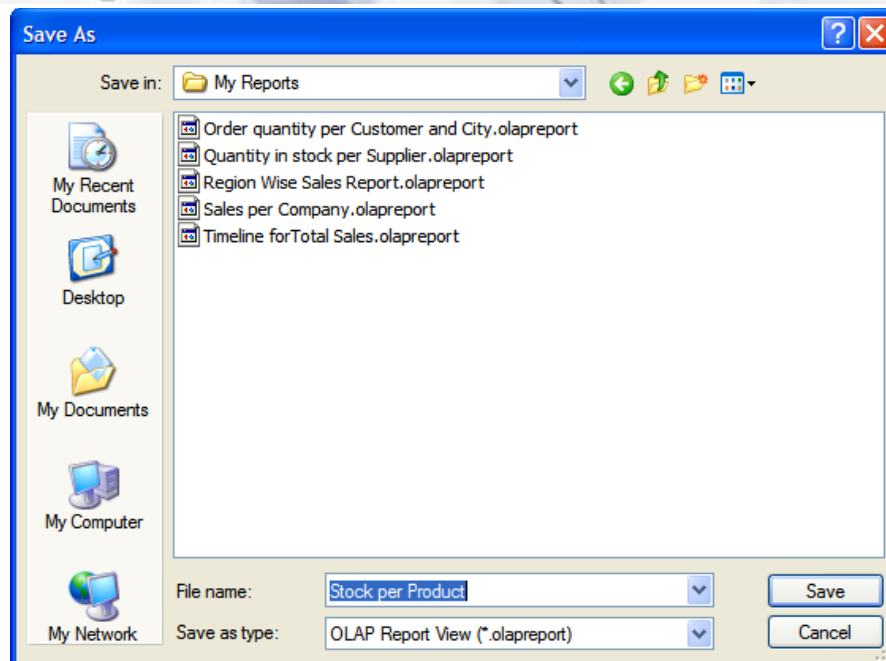 Save As
Save in: My Reports
Order quantity per Customer and City.olapreport
Quantity in stock per Supplier.olapreport
Region Wise Sales Report.olapreport
Sales per Company.olapreport
Timeline forTotal Sales.olapreport
My Recent
Documents
Desktop
My Documents
My Computer
My Network
File name: Stock per Product Save
Save as type: OLAP Report View (*.olapreport) Cancel